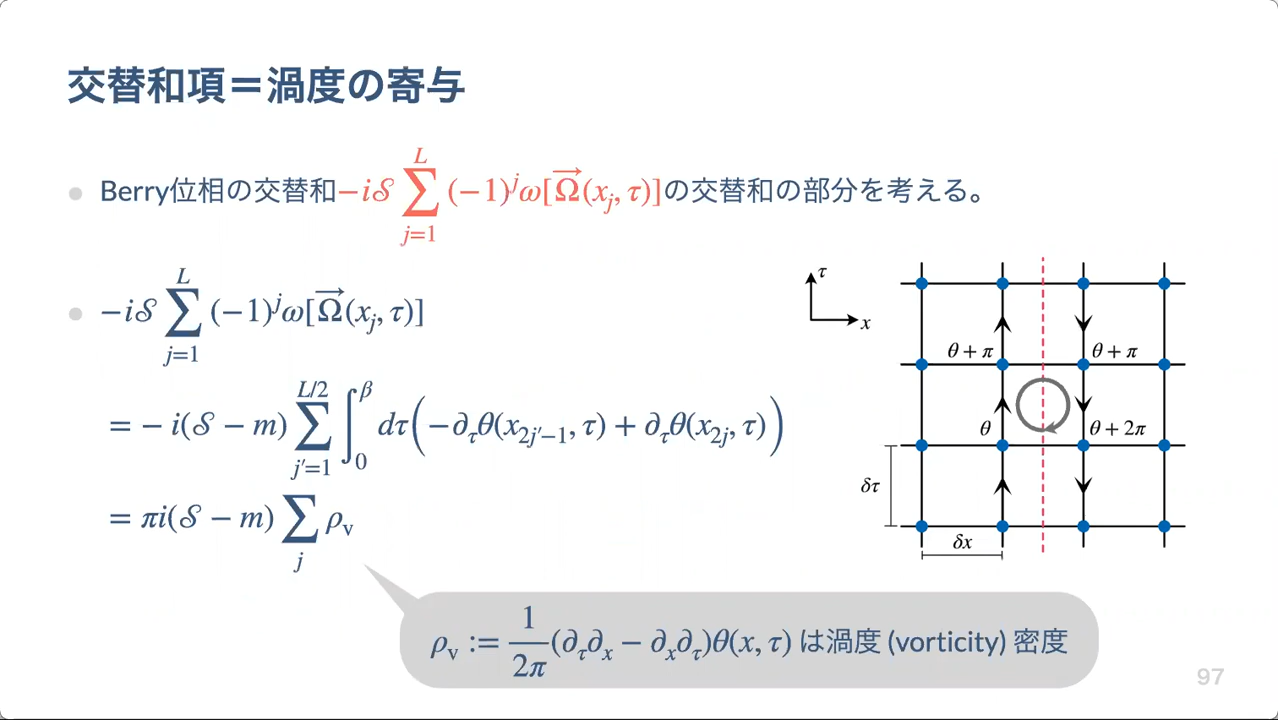 交替和項＝渦度の寄与
Berry位相の交替和$-i\mathcal{S}\sum_{j=1}^{L}(-1)^{j}\omega[\overrightarrow{\Omega}(x_j,\tau)]$の交替和の部分を考える。
$-i\mathcal{S}\sum_{j=1}^{L}(-1)^{j}\omega[\overrightarrow{\Omega}(x_j,\tau)]$
$=-i(\mathcal{S}-m)\sum_{j'=1}^{L/2}\int_0^\beta d\tau\left(-\partial_\tau\theta(x_{2j'-1},\tau)+\partial_\tau\theta(x_{2j},\tau)\right)$
$=\pi i(\mathcal{S}-m)\sum_j \rho_{\mathrm{v}}$
τ
x
θ + π
θ + π
θ
θ + 2π
δτ
δx
$\rho_{\mathrm{v}}:=\frac{1}{2\pi}(\partial_\tau\partial_x-\partial_x\partial_\tau)\theta(x,\tau)$ は渦度 (vorticity) 密度
97